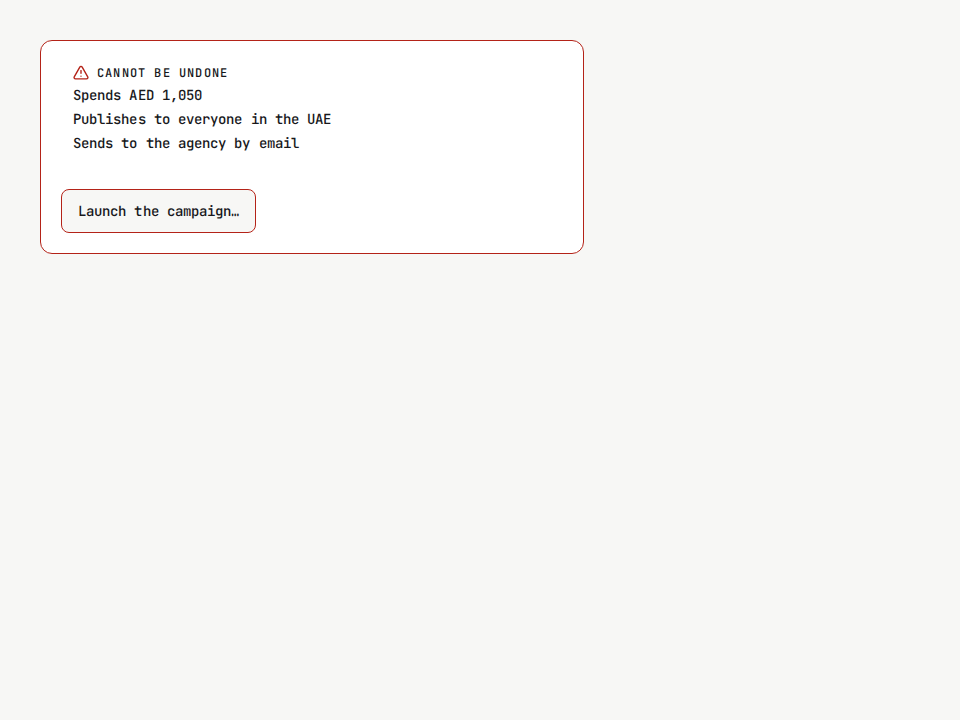 CANNOT BE UNDONE
Spends AED 1,050
Publishes to everyone in the UAE
Sends to the agency by email
Launch the campaign…